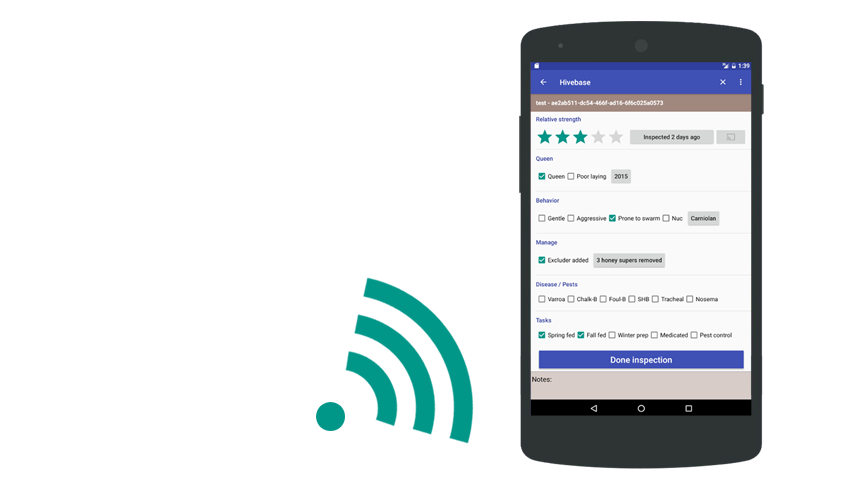 1:39
Hivebase
test - ae2ab511-dc54-466f-ad16-6f6c025a0573
Relative strength
Inspected 2 days ago
Queen
Queen Poor laying 2015
Behavior
Gentle Aggressive Prone to swarm Nuc Carniolan
Manage
Excluder added 3 honey supers removed
Disease / Pests
Varroa Chalk-B Foul-B SHB Tracheal Nosema
Tasks
Spring fed Fall fed Winter prep Medicated Pest control
Done inspection
Notes: